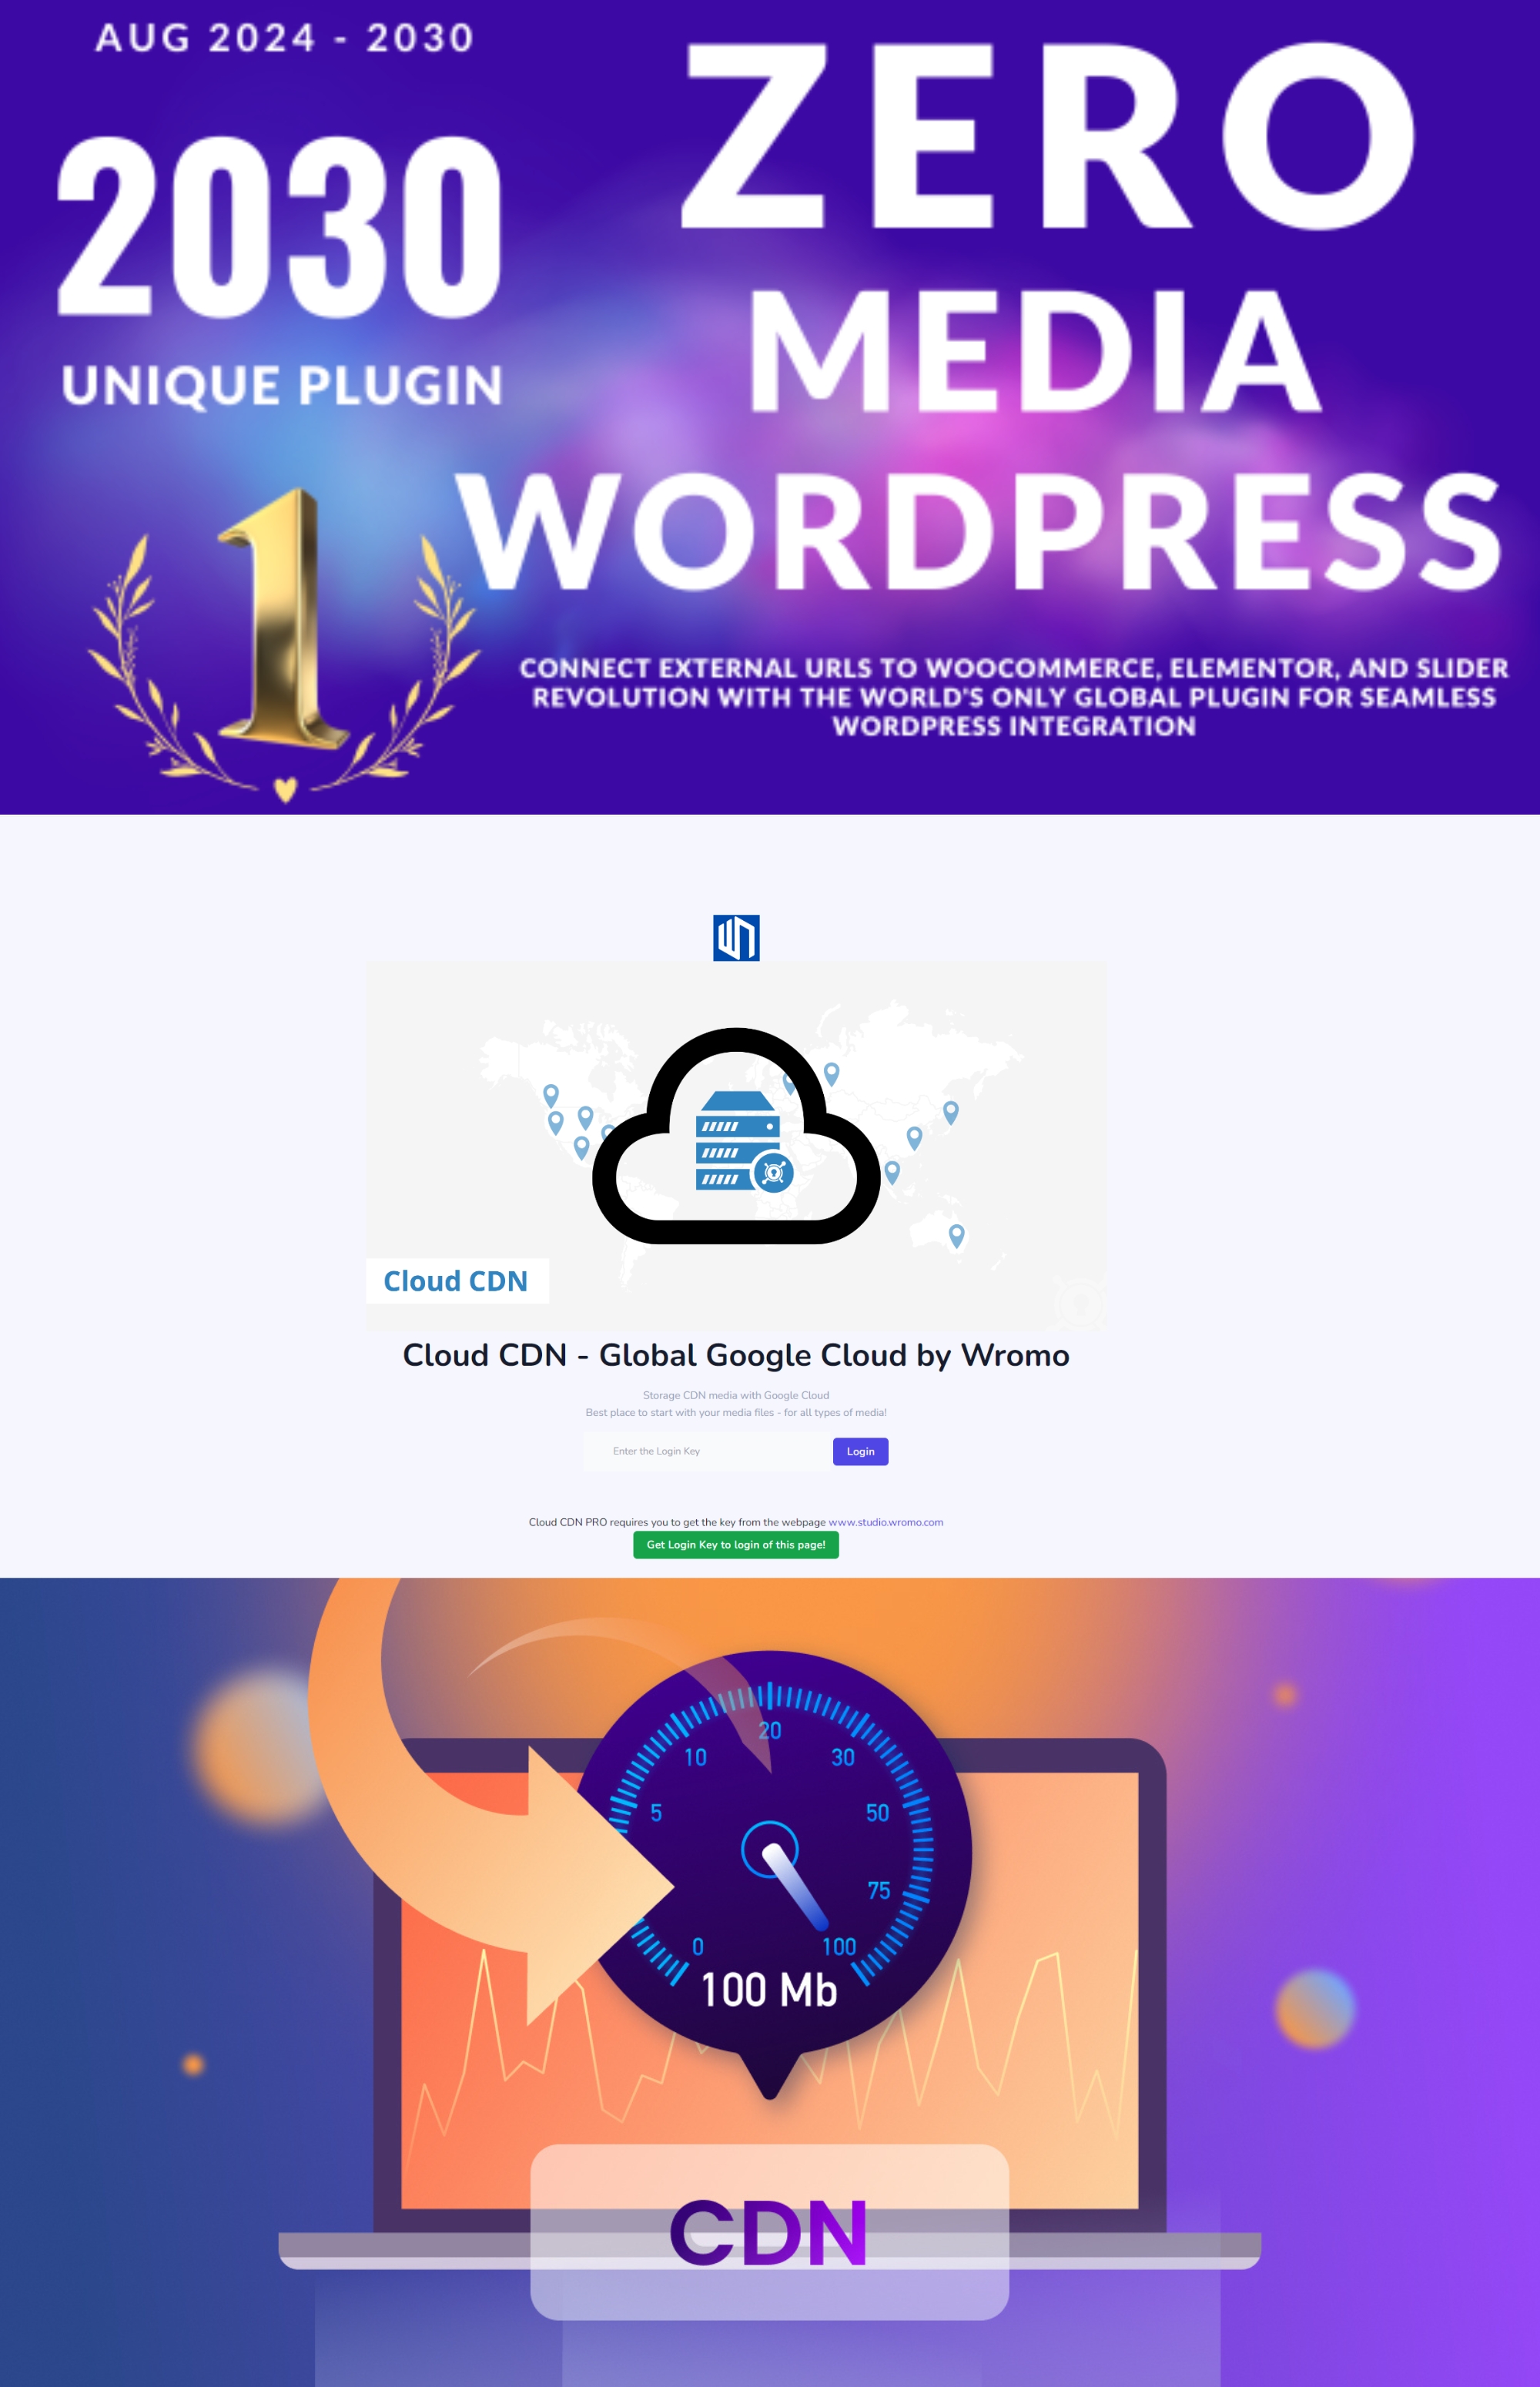 AUG 2024 - 2030
2030
UNIQUE PLUGIN
1
ZERO
MEDIA
WORDPRESS
CONNECT EXTERNAL URLS TO WOOCOMMERCE, ELEMENTOR, AND SLIDER
REVOLUTION WITH THE WORLD'S ONLY GLOBAL PLUGIN FOR SEAMLESS
WORDPRESS INTEGRATION
Cloud CDN
Cloud CDN - Global Google Cloud by Wromo
Storage CDN media with Google Cloud
Best place to start with your media files - for all types of media!
Enter the Login Key
Login
Cloud CDN PRO requires you to get the key from the webpage www.studio.wromo.com
Get Login Key to login of this page!
20
10
30
5
50
75
0
100
100 Mb
CDN